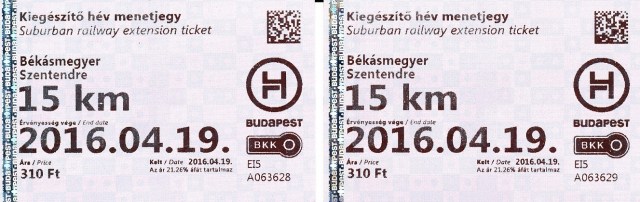 Kiegészítő hév menetjegy
Suburban railway extension ticket
Békásmegyer
Szentendre
15 km
Érvényesség vége / End date
2016.04.19.
Ára / Price
310 Ft
Kelt / Date 2016.04.19.
Az ár 21,26% áfát tartalmaz
H
BUDAPEST
BKK
EI5
A063628
Kiegészítő hév menetjegy
Suburban railway extension ticket
Békásmegyer
Szentendre
15 km
Érvényesség vége / End date
2016.04.19.
Ára / Price
310 Ft
Kelt / Date 2016.04.19.
Az ár 21,26% áfát tartalmaz
H
BUDAPEST
BKK
EI5
A063629